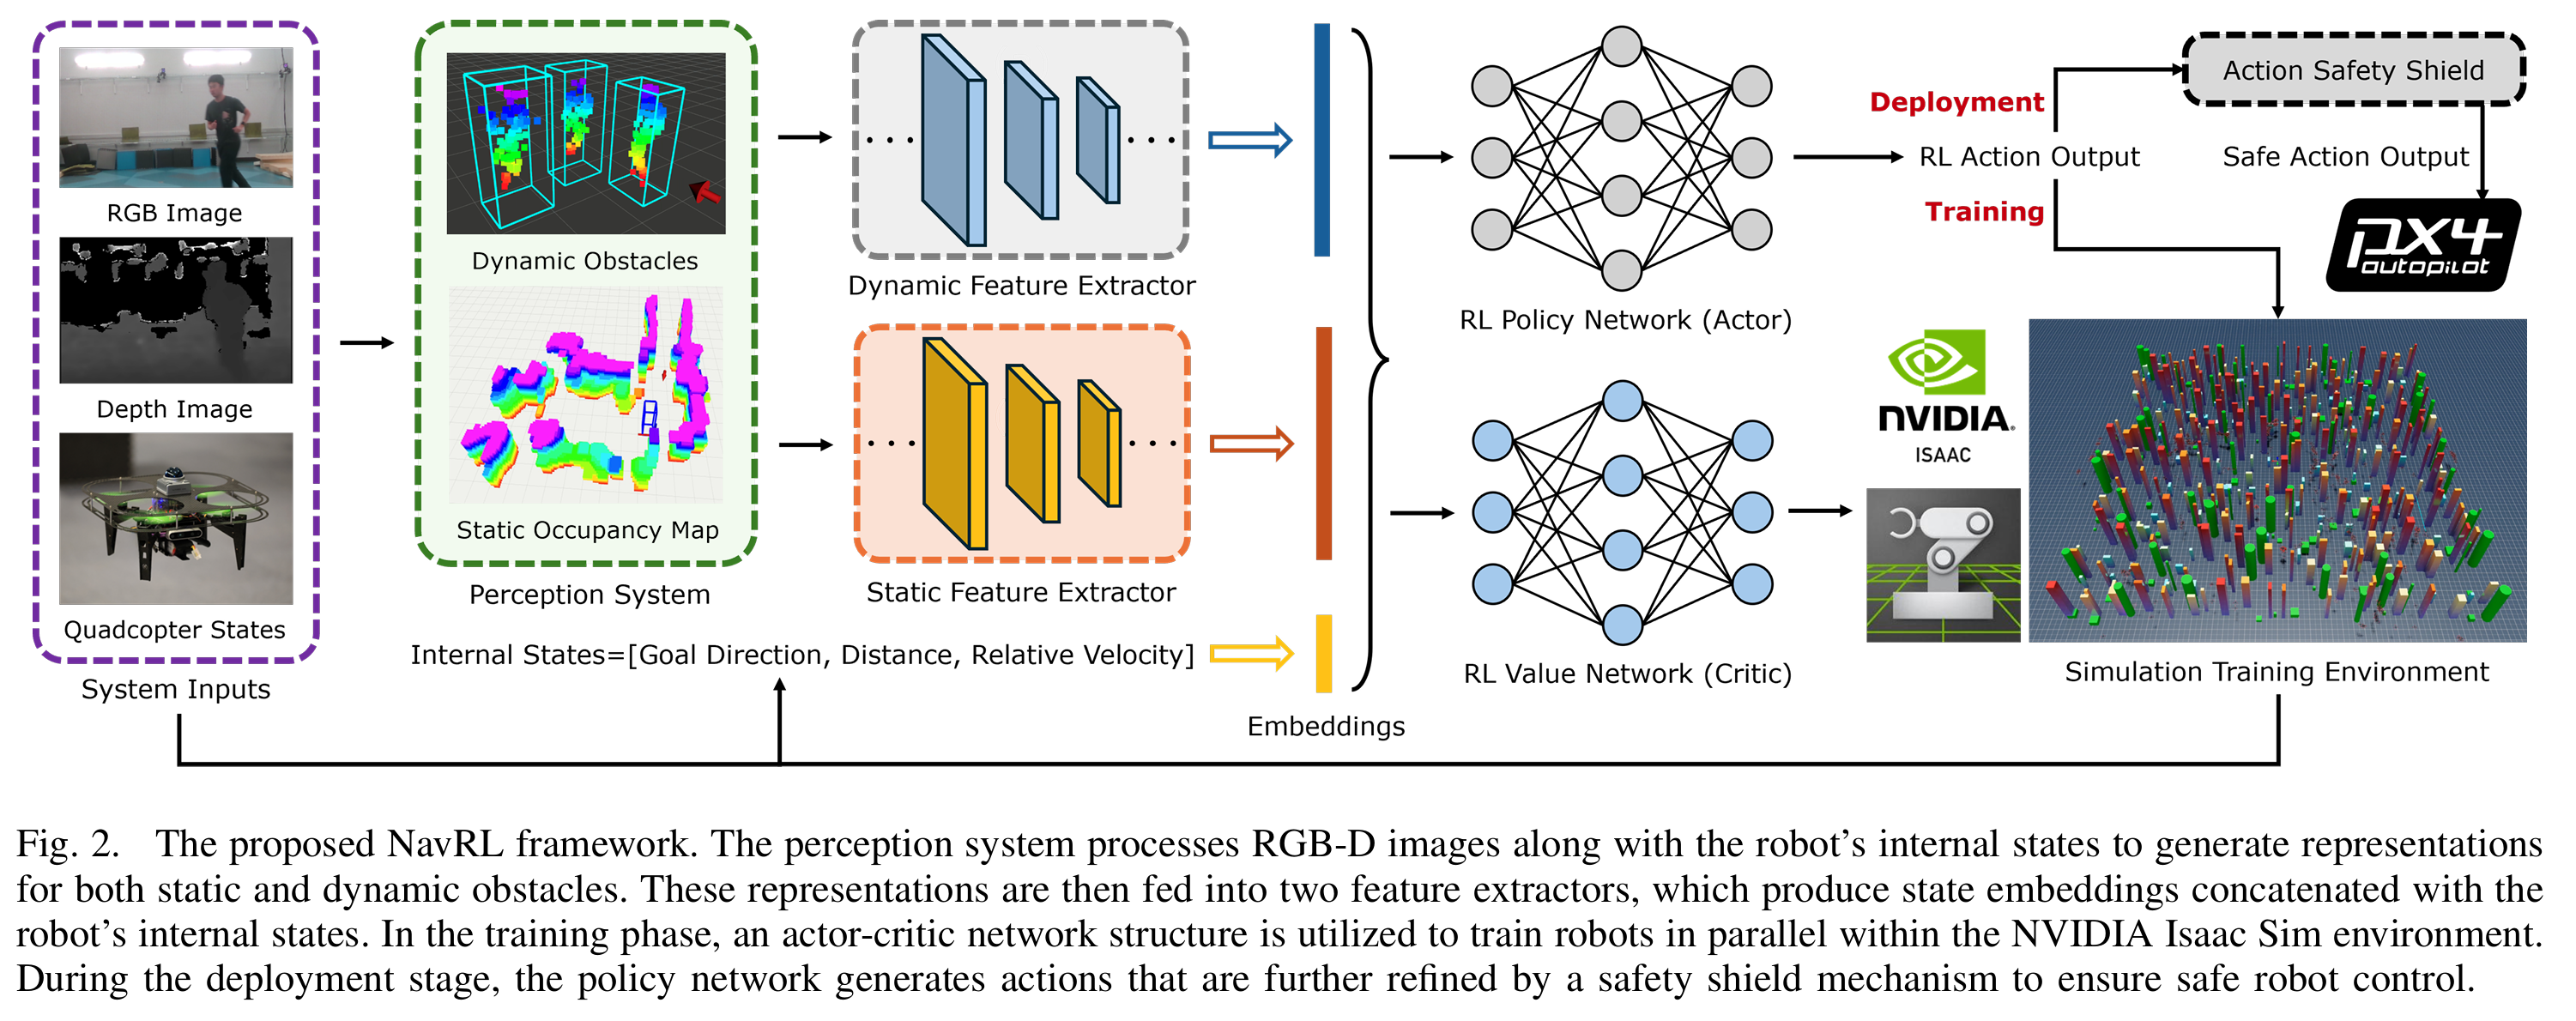 RGB Image
Depth Image
Quadcopter States
System Inputs
Dynamic Obstacles
Static Occupancy Map
Perception System
Dynamic Feature Extractor
Static Feature Extractor
Internal States=[Goal Direction, Distance, Relative Velocity]
Embeddings
RL Policy Network (Actor)
RL Value Network (Critic)
Deployment
RL Action Output
Training
Action Safety Shield
Safe Action Output
px4
autopilot
NVIDIA.
ISAAC
Simulation Training Environment
Fig. 2. The proposed NavRL framework. The perception system processes RGB-D images along with the robot’s internal states to generate representations
for both static and dynamic obstacles. These representations are then fed into two feature extractors, which produce state embeddings concatenated with the
robot’s internal states. In the training phase, an actor-critic network structure is utilized to train robots in parallel within the NVIDIA Isaac Sim environment.
During the deployment stage, the policy network generates actions that are further refined by a safety shield mechanism to ensure safe robot control.